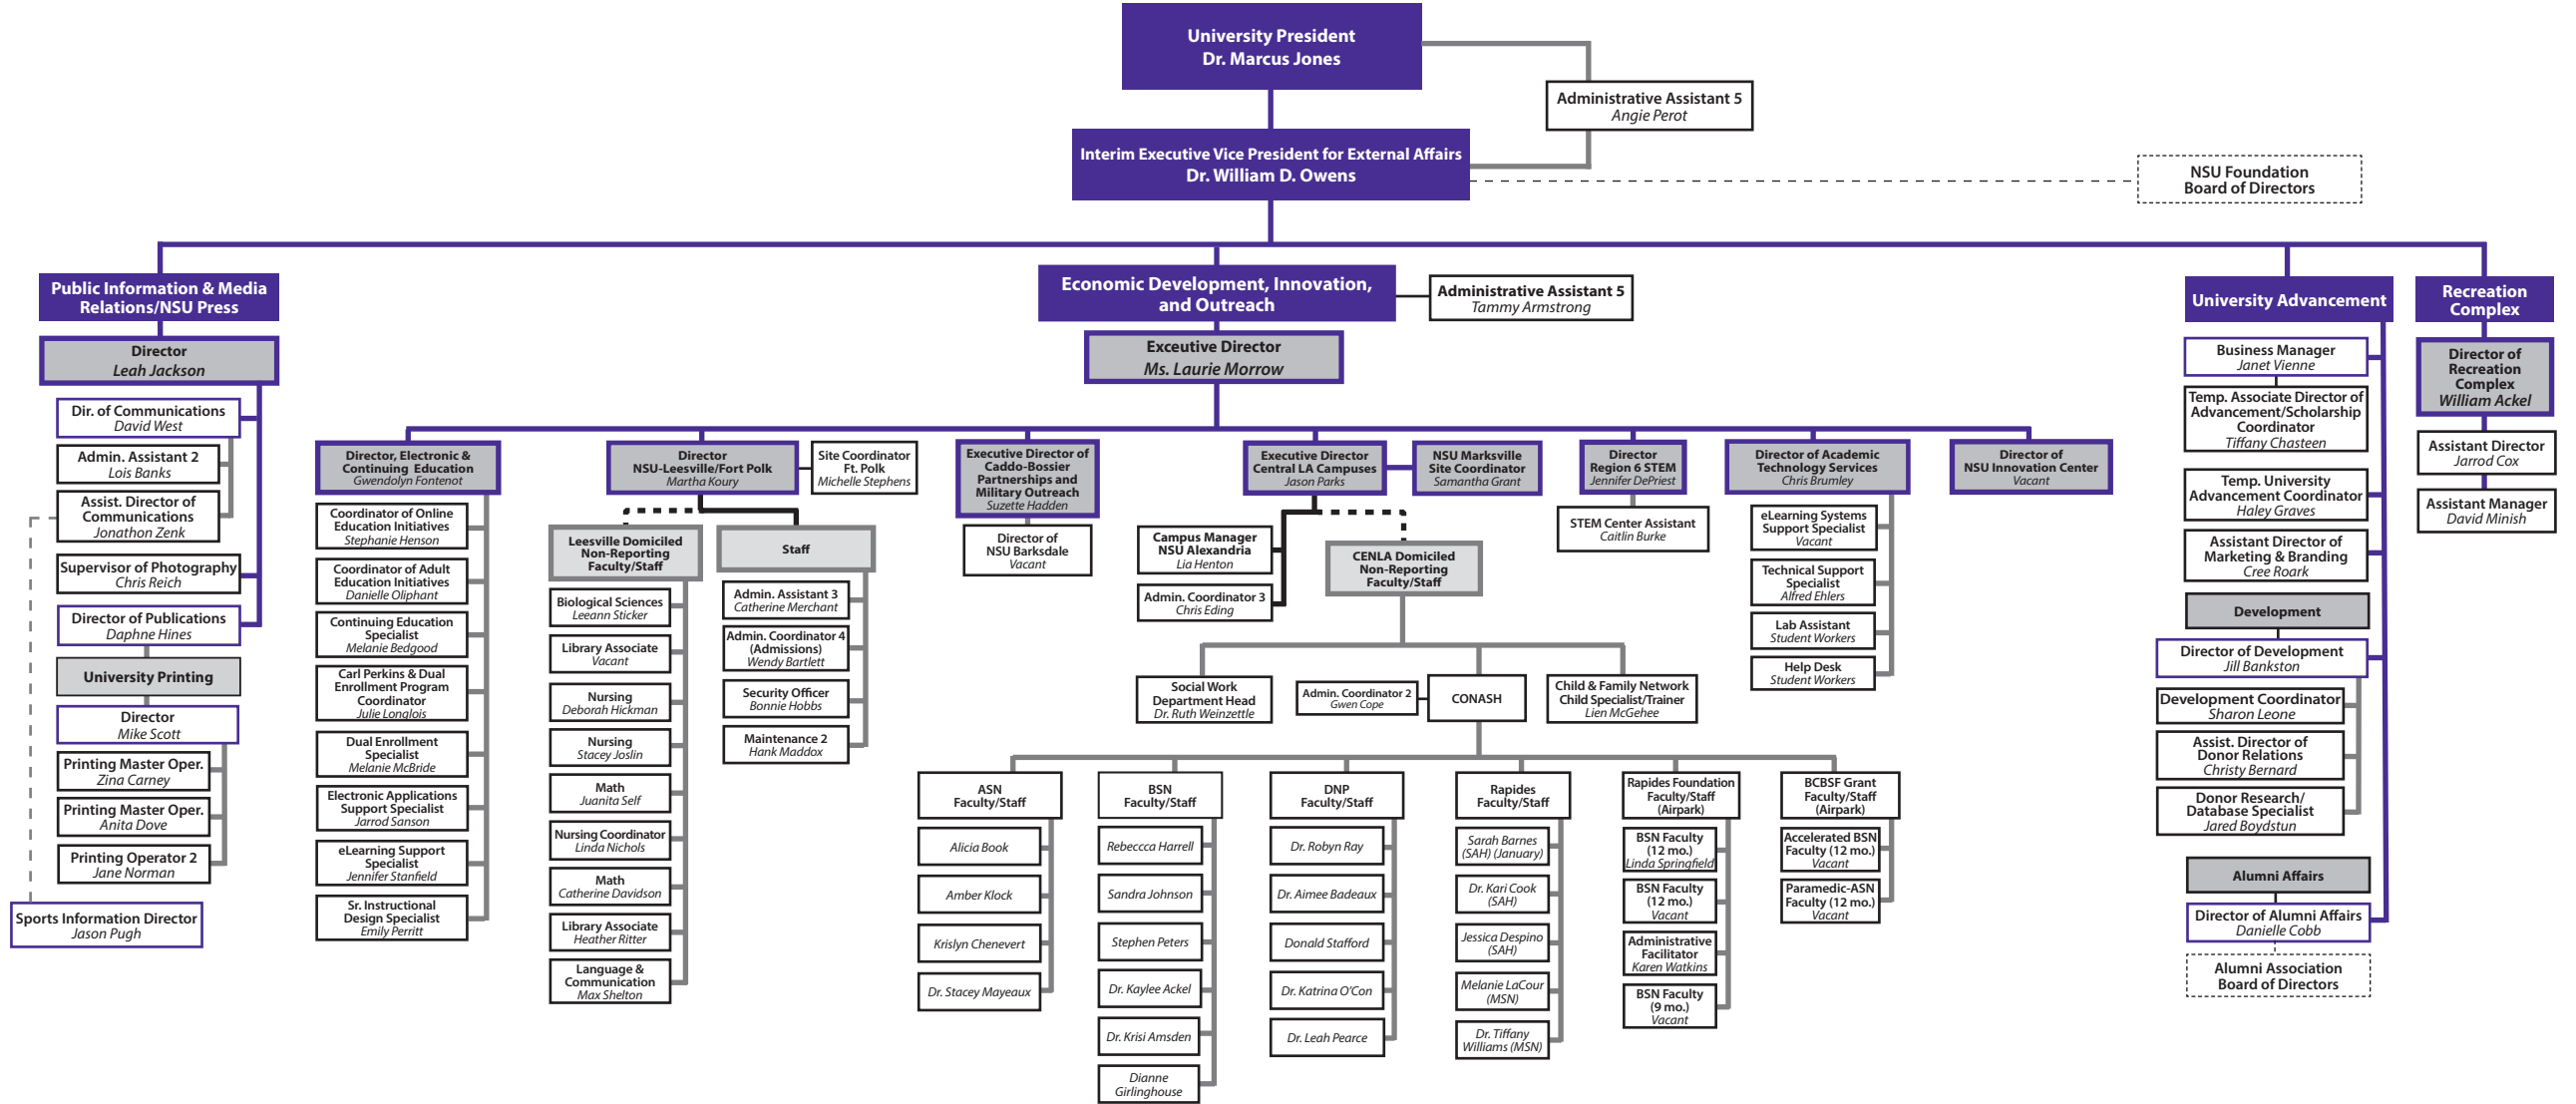 University President
Dr. Marcus Jones
Administrative Assistant 5
Angie Perot
Interim Executive Vice President for External Affairs
Dr. William D. Owens
NSU Foundation
Board of Directors
Public Information & Media
Relations/NSU Press
Director
Leah Jackson
Dir. of Communications
David West
Admin. Assistant 2
Lois Banks
Assist. Director of
Communications
Jonathon Zenk
Supervisor of Photography
Chris Reich
Director of Publications
Daphne Hines
University Printing
Director
Mike Scott
Printing Master Oper.
Zina Carney
Printing Master Oper.
Anita Dove
Printing Operator 2
Jane Norman
Sports Information Director
Jason Pugh
Economic Development, Innovation,
and Outreach
Administrative Assistant 5
Tammy Armstrong
Exceutive Director
Ms. Laurie Morrow
Director, Electronic &
Continuing Education
Gwendolyn Fontenot
Coordinator of Online
Education Initiatives
Stephanie Henson
Coordinator of Adult
Education Initiatives
Danielle Oliphant
Continuing Education
Specialist
Melanie Bedgood
Carl Perkins & Dual
Enrollment Program
Coordinator
Julie Longlois
Dual Enrollment
Specialist
Melanie McBride
Electronic Applications
Support Specialist
Jarrod Sanson
eLearning Support
Specialist
Jennifer Stanfield
Sr. Instructional
Design Specialist
Emily Perritt
Director
NSU-Leesville/Fort Polk
Martha Koury
Site Coordinator
Ft. Polk
Michelle Stephens
Leesville Domiciled
Non-Reporting
Faculty/Staff
Biological Sciences
Leeann Sticker
Library Associate
Vacant
Nursing
Deborah Hickman
Nursing
Stacey Joslin
Math
Juanita Self
Nursing Coordinator
Linda Nichols
Math
Catherine Davidson
Library Associate
Heather Ritter
Language &
Communication
Max Shelton
Staff
Admin. Assistant 3
Catherine Merchant
Admin. Coordinator 4
(Admissions)
Wendy Bartlett
Security Officer
Bonnie Hobbs
Maintenance 2
Hank Maddox
Executive Director of
Caddo-Bossier
Partnerships and
Military Outreach
Suzette Hadden
Director of
NSU Barksdale
Vacant
Executive Director
Central LA Campuses
Jason Parks
NSU Marksville
Site Coordinator
Samantha Grant
Campus Manager
NSU Alexandria
Lia Henton
Admin. Coordinator 3
Chris Eding
CENLA Domiciled
Non-Reporting
Faculty/Staff
Social Work
Department Head
Dr. Ruth Weinzettle
Admin. Coordinator 2
Gwen Cope
CONASH
Child & Family Network
Child Specialist/Trainer
Lien McGehee
ASN
Faculty/Staff
Alicia Book
Amber Klock
Krislyn Chenevert
Dr. Stacey Mayeaux
BSN
Faculty/Staff
Rebeccca Harrell
Sandra Johnson
Stephen Peters
Dr. Kaylee Ackel
Dr. Krisi Amsden
Dianne
Girlinghouse
DNP
Faculty/Staff
Dr. Robyn Ray
Dr. Aimee Badeaux
Donald Stafford
Dr. Katrina O'Con
Dr. Leah Pearce
Rapides
Faculty/Staff
Sarah Barnes
(SAH) (January)
Dr. Kari Cook
(SAH)
Jessica Despino
(SAH)
Melanie LaCour
(MSN)
Dr. Tiffany
Williams (MSN)
Rapides Foundation
Faculty/Staff
(Airpark)
BSN Faculty
(12 mo.)
Linda Springfield
BSN Faculty
(12 mo.)
Vacant
Administrative
Facilitator
Karen Watkins
BSN Faculty
(9 mo.)
Vacant
BCBSF Grant
Faculty/Staff
(Airpark)
Accelerated BSN
Faculty (12 mo.)
Vacant
Paramedic-ASN
Faculty (12 mo.)
Vacant
Director
Region 6 STEM
Jennifer DePriest
STEM Center Assistant
Caitlin Burke
Director of Academic
Technology Services
Chris Brumley
eLearning Systems
Support Specialist
Vacant
Technical Support
Specialist
Alfred Ehlers
Lab Assistant
Student Workers
Help Desk
Student Workers
Director of
NSU Innovation Center
Vacant
University Advancement
Business Manager
Janet Vienne
Temp. Associate Director of
Advancement/Scholarship
Coordinator
Tiffany Chasteen
Temp. University
Advancement Coordinator
Haley Graves
Assistant Director of
Marketing & Branding
Cree Roark
Development
Director of Development
Jill Bankston
Development Coordinator
Sharon Leone
Assist. Director of
Donor Relations
Christy Bernard
Donor Research/
Database Specialist
Jared Boydstun
Alumni Affairs
Director of Alumni Affairs
Danielle Cobb
Alumni Association
Board of Directors
Recreation
Complex
Director of
Recreation
Complex
William Ackel
Assistant Director
Jarrod Cox
Assistant Manager
David Minish